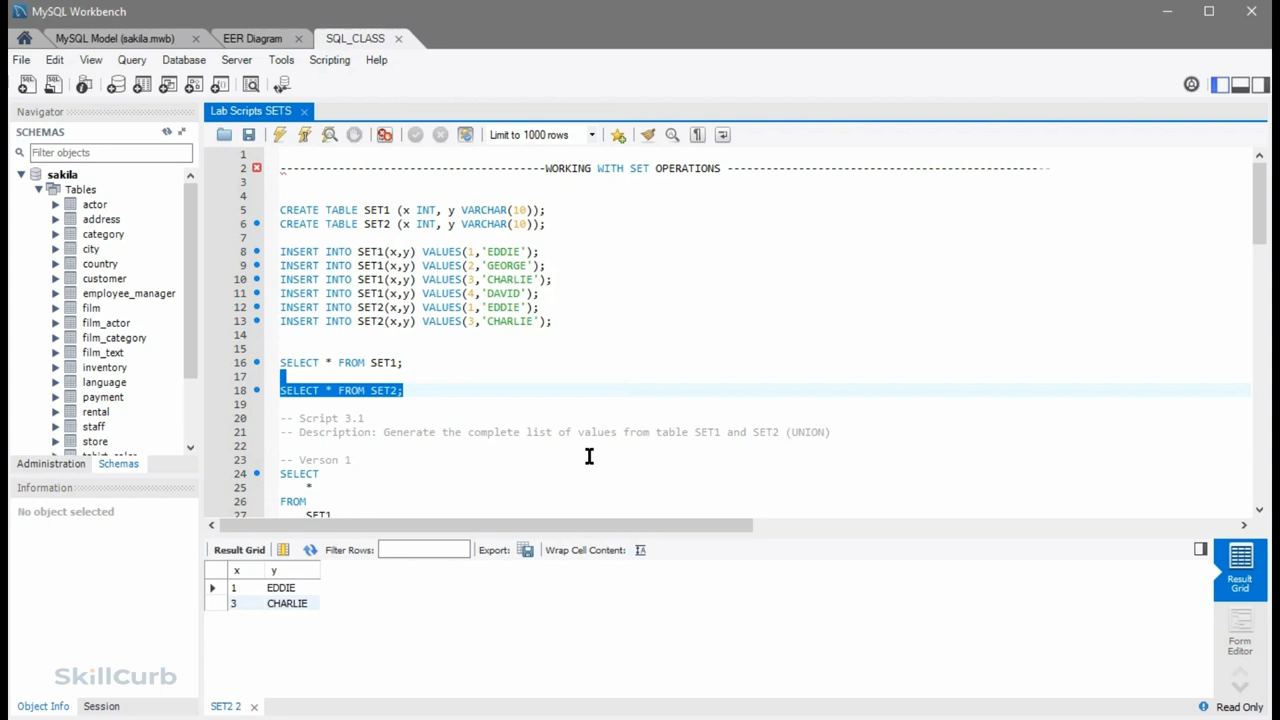 MySQL Workbench
MySQL Model (sakila.mwb)
EER Diagram
SQL_CLASS
File Edit View Query Database Server Tools Scripting Help
Navigator
SCHEMAS
Filter objects
sakila
Tables
actor
address
category
city
country
customer
employee_manager
film
film_actor
film_category
film_text
inventory
language
payment
rental
staff
store
Administration Schemas
Information
No object selected
SkillCurb
Object Info Session
Lab Scripts SETS
Limit to 1000 rows
1
2 -----------------------------------------WORKING WITH SET OPERATIONS --------------------------------------------------
3
4
5 CREATE TABLE SET1 (x INT, y VARCHAR(10));
6 CREATE TABLE SET2 (x INT, y VARCHAR(10));
7
8 INSERT INTO SET1(x,y) VALUES(1,'EDDIE');
9 INSERT INTO SET1(x,y) VALUES(2,'GEORGE');
10 INSERT INTO SET1(x,y) VALUES(3,'CHARLIE');
11 INSERT INTO SET1(x,y) VALUES(4,'DAVID');
12 INSERT INTO SET2(x,y) VALUES(1,'EDDIE');
13 INSERT INTO SET2(x,y) VALUES(3,'CHARLIE');
14
15
16 SELECT * FROM SET1;
17
18 SELECT * FROM SET2;
19
20 -- Script 3.1
21 -- Description: Generate the complete list of values from table SET1 and SET2 (UNION)
22
23 -- Verson 1
24 SELECT
25 *
26 FROM
27 SET1
Result Grid Filter Rows: Export: Wrap Cell Content:
x y
1 EDDIE
3 CHARLIE
Result
Grid
Form
Editor
SET2 2
Read Only